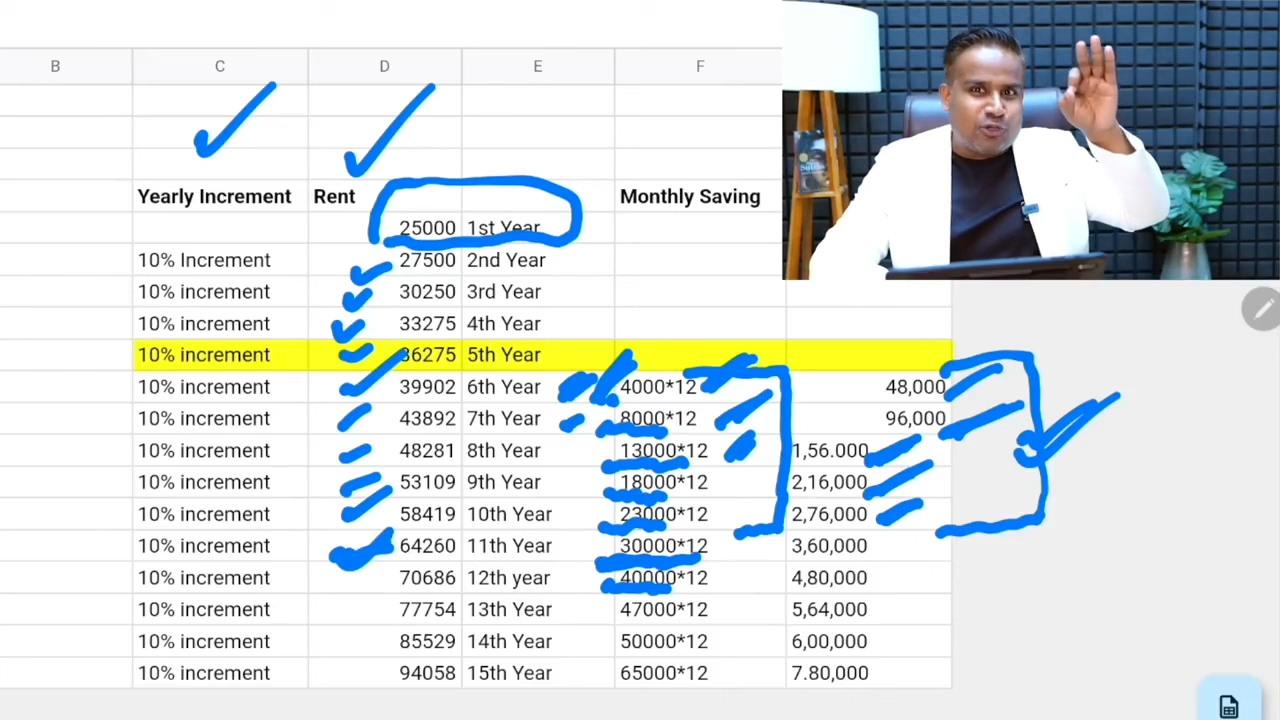 B C D E F
Yearly Increment Rent Monthly Saving
25000 1st Year
10% Increment 27500 2nd Year
10% increment 30250 3rd Year
10% increment 33275 4th Year
10% increment 36275 5th Year
10% increment 39902 6th Year 4000*12 48,000
10% increment 43892 7th Year 8000*12 96,000
10% increment 48281 8th Year 13000*12 1,56.000
10% increment 53109 9th Year 18000*12 2,16,000
10% increment 58419 10th Year 23000*12 2,76,000
10% increment 64260 11th Year 30000*12 3,60,000
10% increment 70686 12th year 40000*12 4,80,000
10% increment 77754 13th Year 47000*12 5,64,000
10% increment 85529 14th Year 50000*12 6,00,000
10% increment 94058 15th Year 65000*12 7.80,000